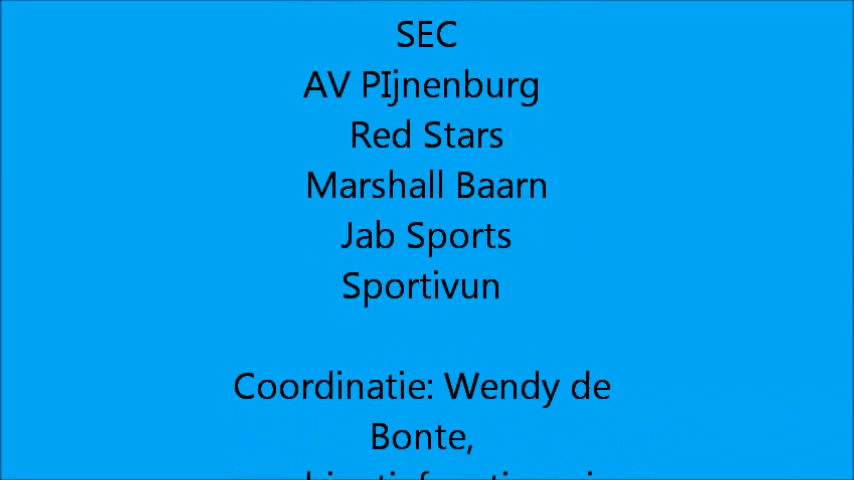 SEC
AV PIjnenburg
Red Stars
Marshall Baarn
Jab Sports
Sportivun
Coordinatie: Wendy de
Bonte,